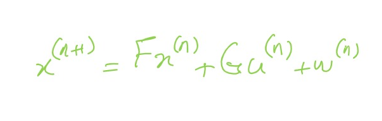 x^(n+1) = Fx^(n) + Gu^(n) + w^(n)